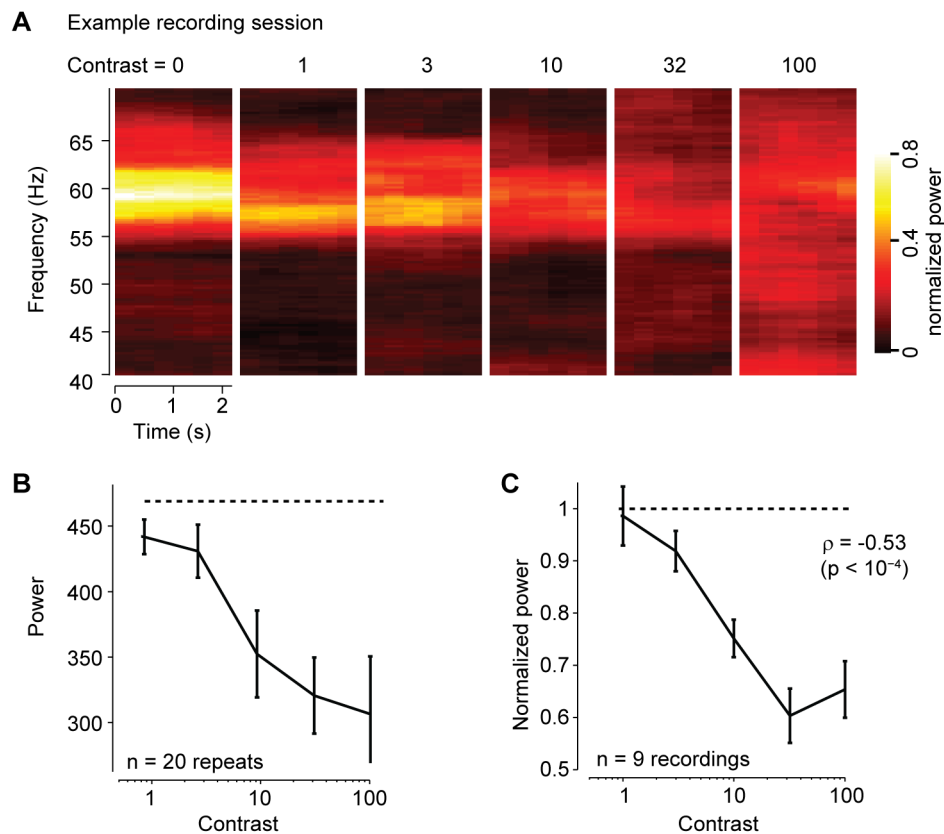 A Example recording session
Contrast = 0 1 3 10 32 100
Frequency (Hz)
65
60
55
50
45
40
0 1 2
Time (s)
0.8
0.4
0
normalized power
B
Power
450
400
350
300
n = 20 repeats
1 10 100
Contrast
C
Normalized power
1
0.9
0.8
0.7
0.6
0.5
ρ = -0.53
(p < 10⁻⁴)
n = 9 recordings
1 10 100
Contrast